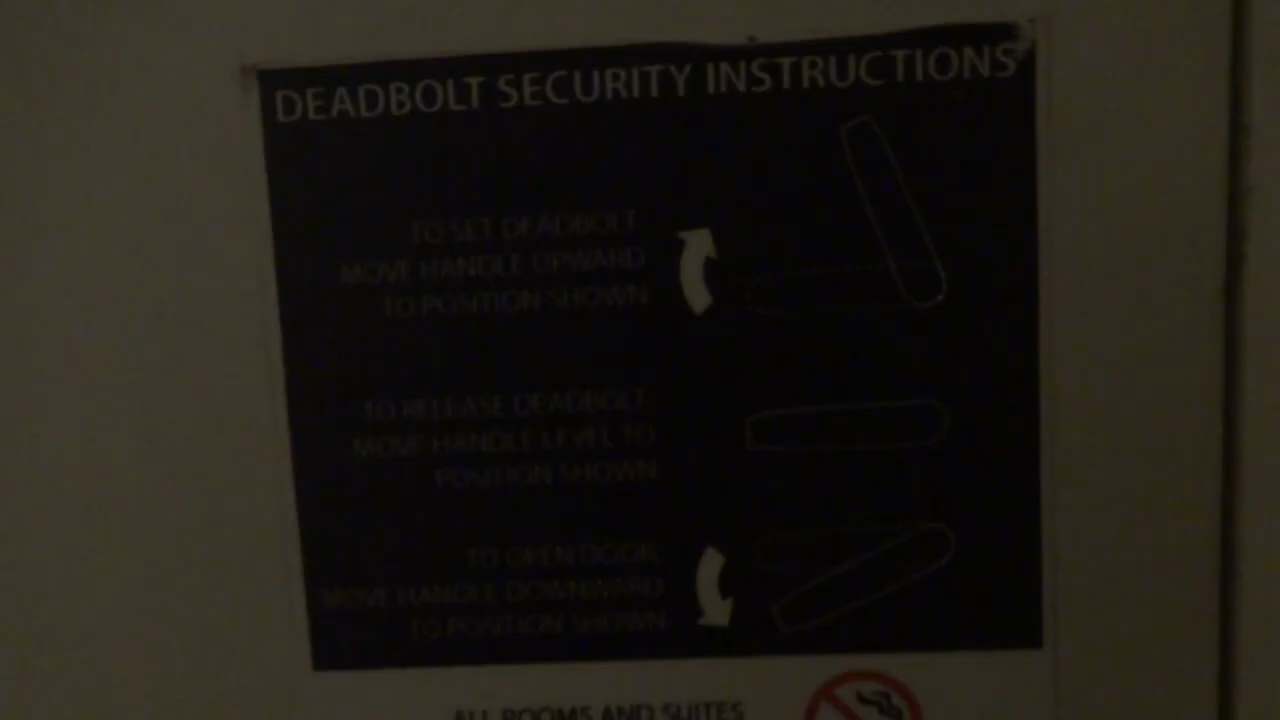 DEADBOLT SECURITY INSTRUCTIONS
TO SET DEADBOLT
MOVE HANDLE UPWARD
TO POSITION SHOWN
TO RELEASE DEADBOLT
MOVE HANDLE LEVEL TO
POSITION SHOWN
TO OPEN DOOR,
MOVE HANDLE DOWNWARD
TO POSITION SHOWN
ALL ROOMS AND SUITES